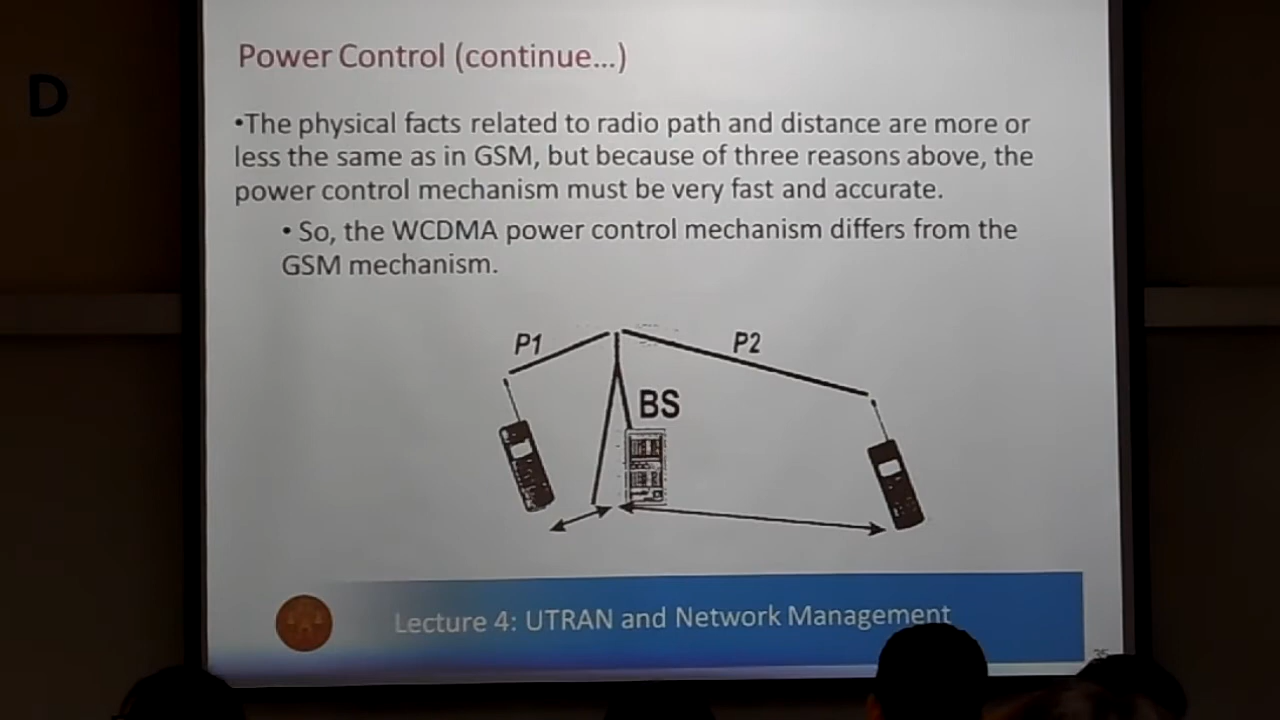 D
Power Control (continue...)
•The physical facts related to radio path and distance are more or
less the same as in GSM, but because of three reasons above, the
power control mechanism must be very fast and accurate.
• So, the WCDMA power control mechanism differs from the
GSM mechanism.
P1
P2
BS
Lecture 4: UTRAN and Network Management